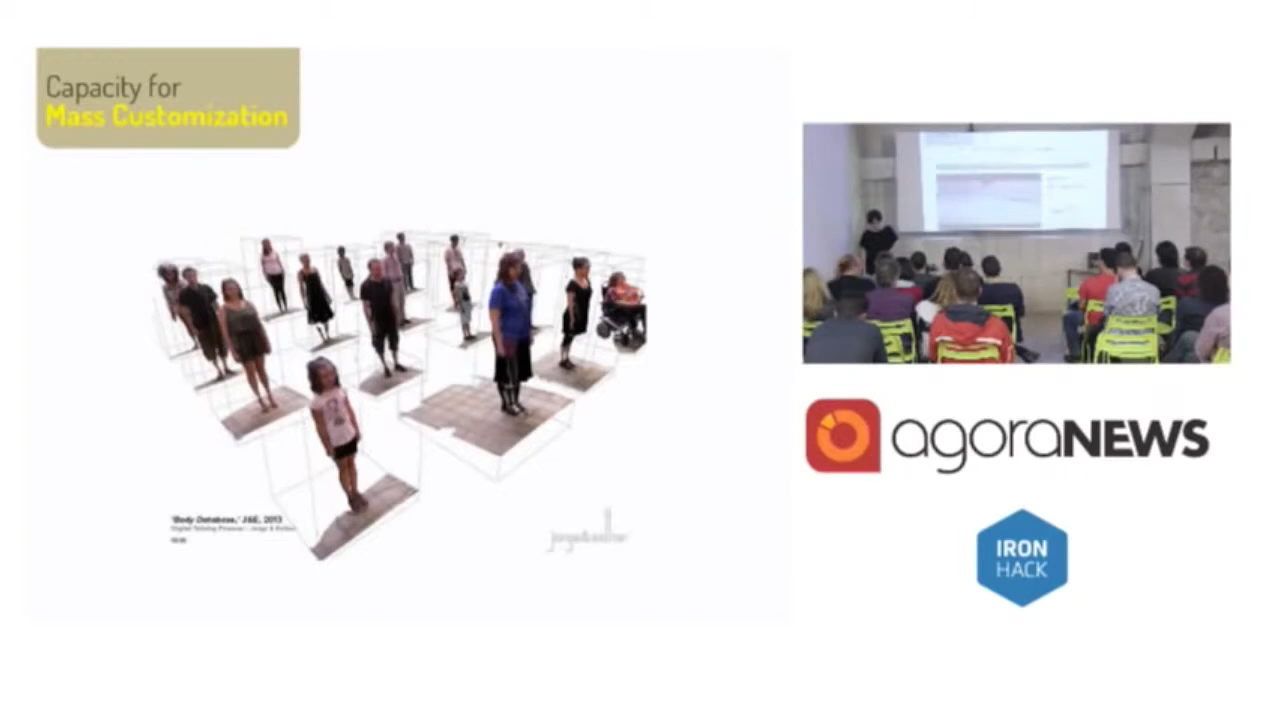 Capacity for
Mass Customization
'Body Database,' J&E, 2013
agoraNEWS
IRON
HACK